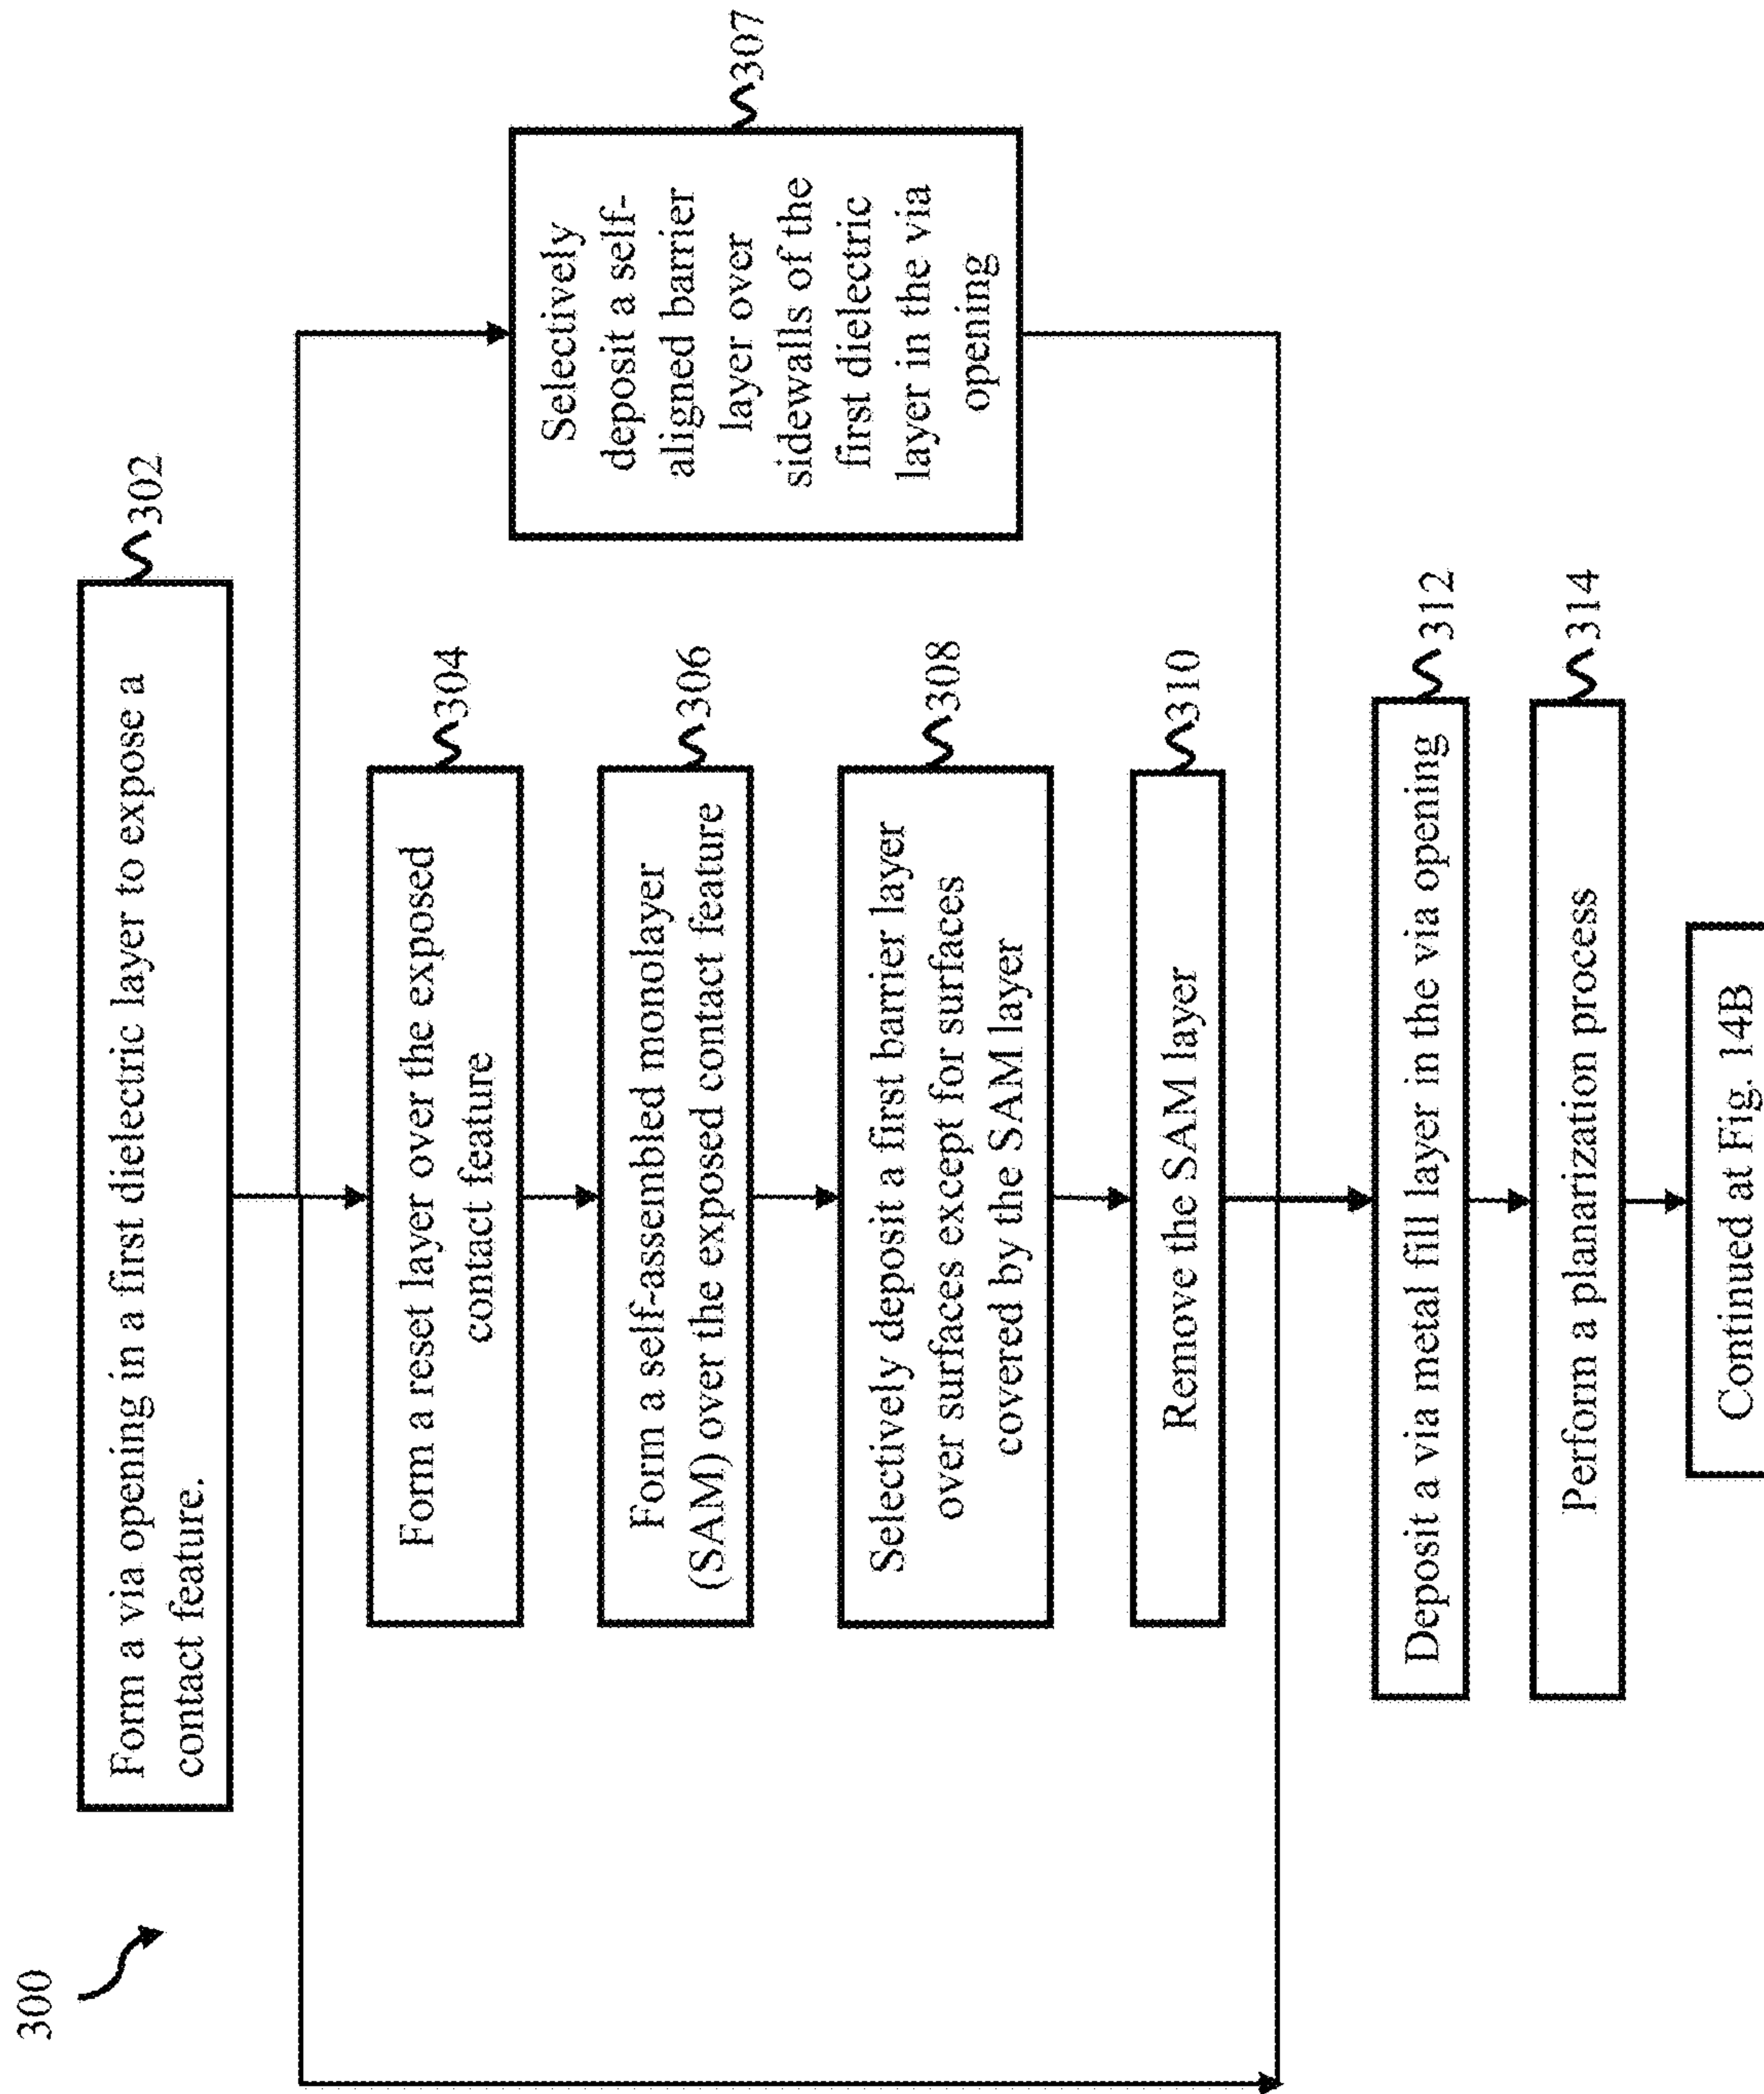 300
Form a via opening in a first dielectric layer to expose a
contact feature.
302
Form a reset layer over the exposed
contact feature
304
Form a self-assembled monolayer
(SAM) over the exposed contact feature
306
Selectively
deposit a self-
aligned barrier
layer over
sidewalls of the
first dielectric
layer in the via
opening
307
Selectively deposit a first barrier layer
over surfaces except for surfaces
covered by the SAM layer
308
Remove the SAM layer
310
Deposit a via metal fill layer in the via opening
312
Perform a planarization process
314
Continued at Fig. 14B